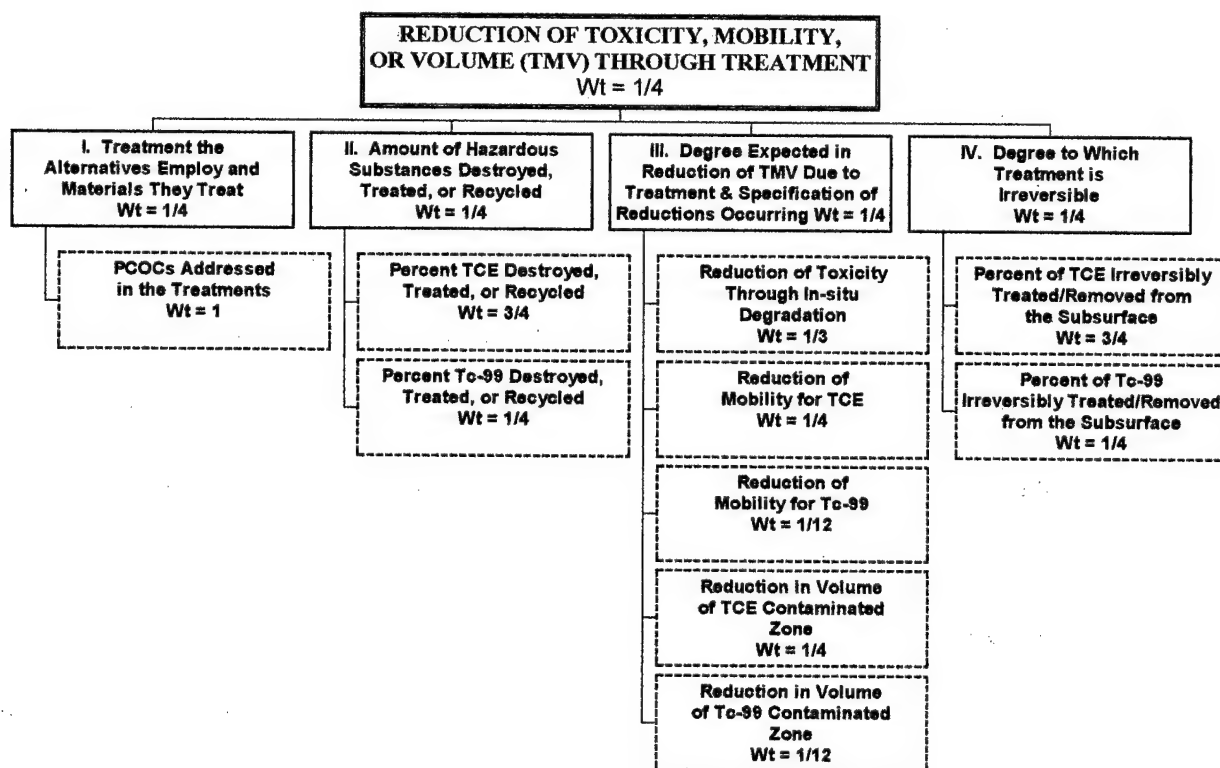 REDUCTION OF TOXICITY, MOBILITY,
OR VOLUME (TMV) THROUGH TREATMENT
Wt = 1/4
I. Treatment the
Alternatives Employ and
Materials They Treat
Wt = 1/4
PCOCs Addressed
in the Treatments
Wt = 1
II. Amount of Hazardous
Substances Destroyed,
Treated, or Recycled
Wt = 1/4
Percent TCE Destroyed,
Treated, or Recycled
Wt = 3/4
Percent Tc-99 Destroyed,
Treated, or Recycled
Wt = 1/4
III. Degree Expected in
Reduction of TMV Due to
Treatment & Specification of
Reductions Occurring Wt = 1/4
Reduction of Toxicity
Through In-situ
Degradation
Wt = 1/3
Reduction of
Mobility for TCE
Wt = 1/4
Reduction of
Mobility for Tc-99
Wt = 1/12
Reduction in Volume
of TCE Contaminated
Zone
Wt = 1/4
Reduction in Volume
of Tc-99 Contaminated
Zone
Wt = 1/12
IV. Degree to Which
Treatment is
Irreversible
Wt = 1/4
Percent of TCE Irreversibly
Treated/Removed from
the Subsurface
Wt = 3/4
Percent of Tc-99
Irreversibly Treated/Removed
from the Subsurface
Wt = 1/4